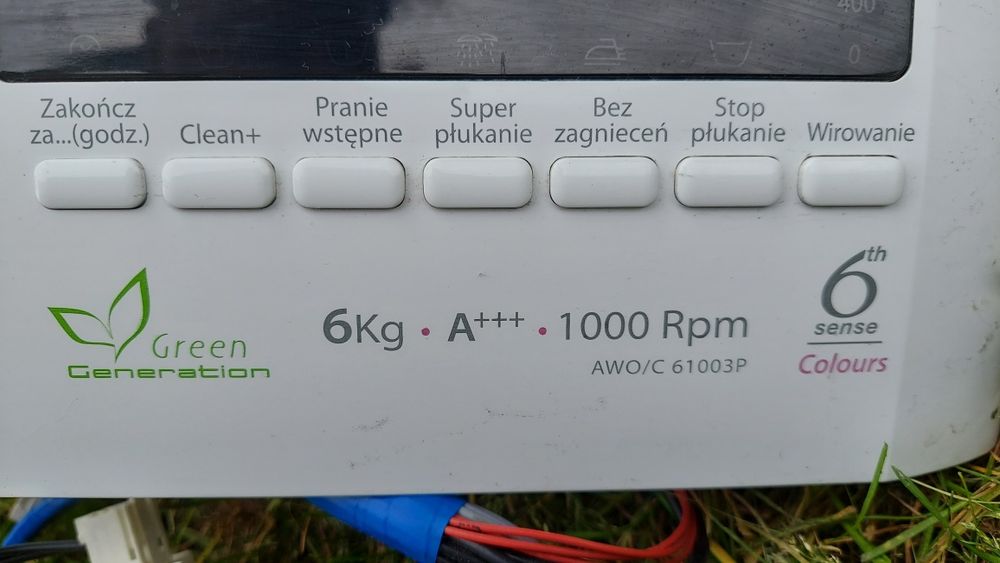 400
0
Zakończ
za...(godz.)
Clean+
Pranie
wstępne
Super
płukanie
Bez
zagnieceń
Stop
płukanie
Wirowanie
6th
sense
Colours
Green
Generation
6Kg • A+++ • 1000 Rpm
AWO/C 61003P